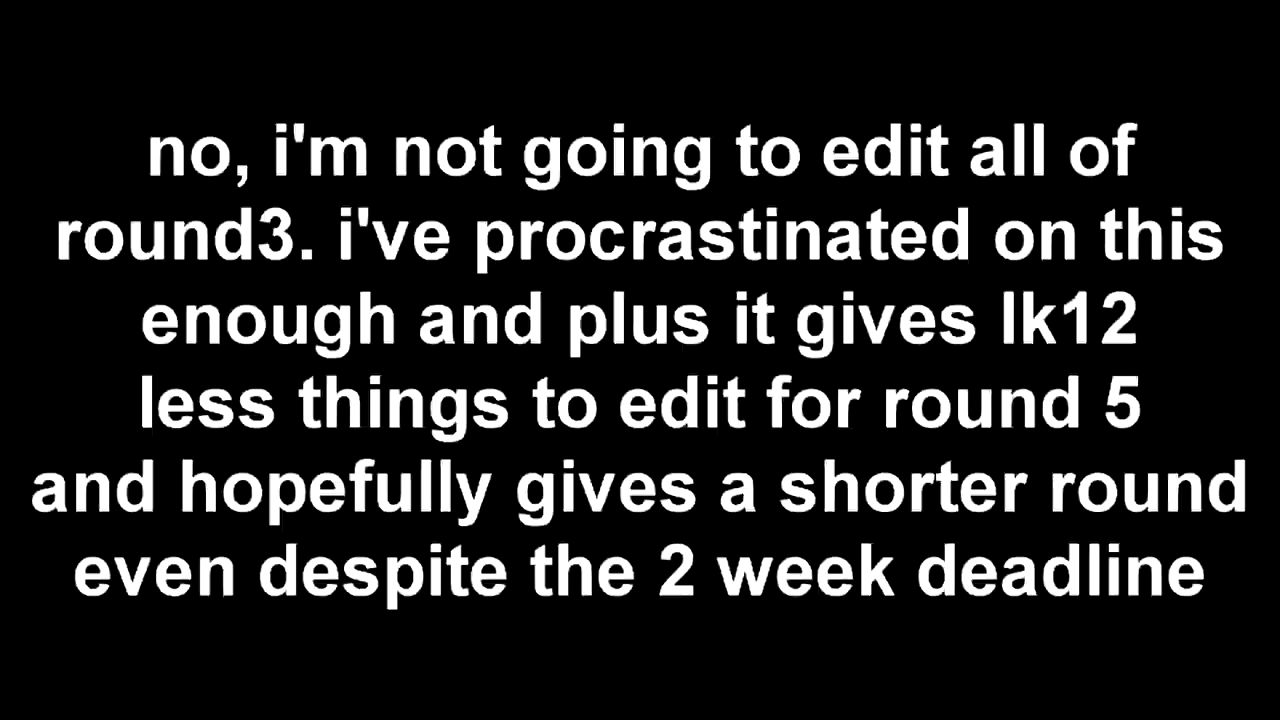 no, i'm not going to edit all of
round3. i've procrastinated on this
enough and plus it gives lk12
less things to edit for round 5
and hopefully gives a shorter round
even despite the 2 week deadline